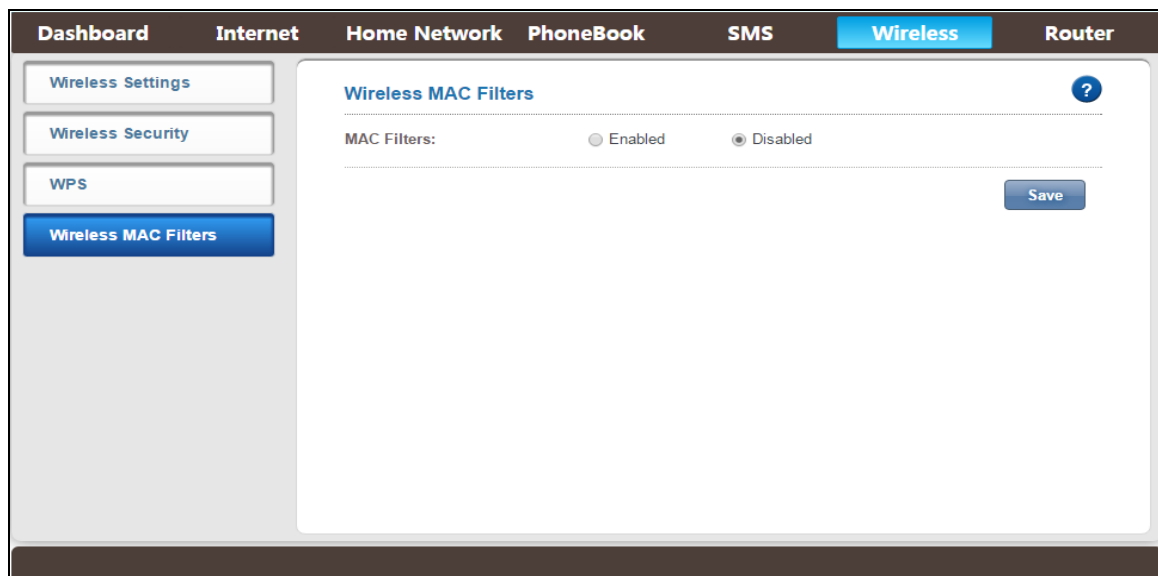 Dashboard Internet Home Network PhoneBook SMS Wireless Router
Wireless Settings
Wireless Security
WPS
Wireless MAC Filters
Wireless MAC Filters ?
MAC Filters: Enabled Disabled
Save